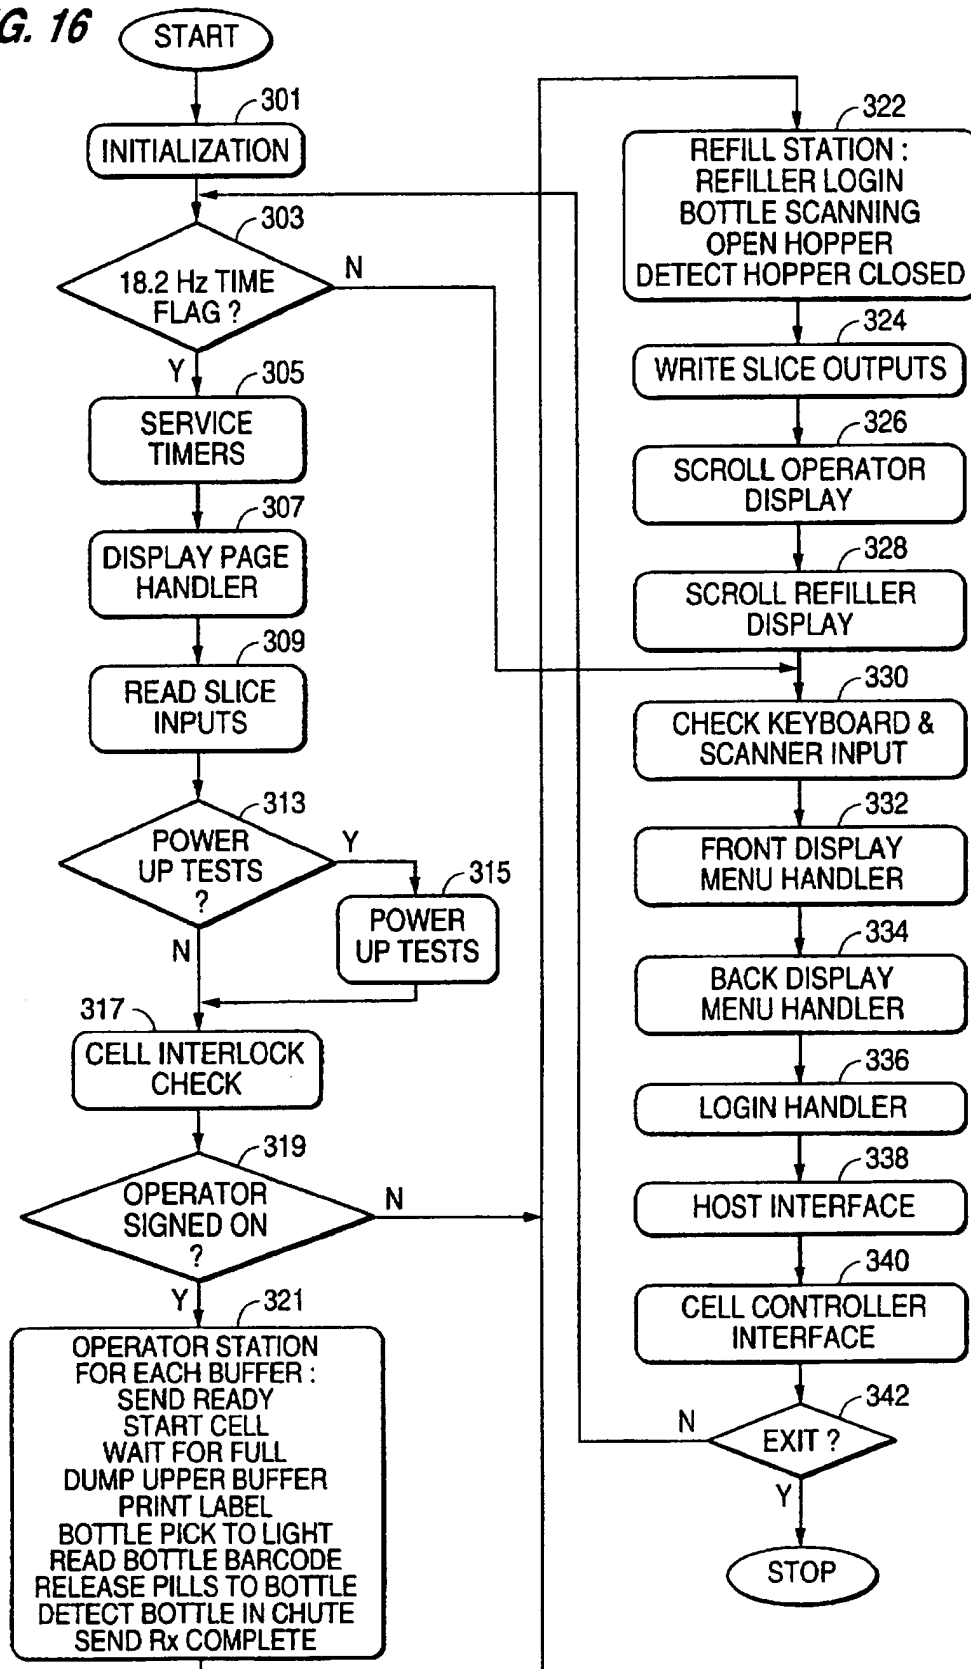 G. 16
START
301
INITIALIZATION
303
18.2 Hz TIME
FLAG ?
N
Y
305
SERVICE
TIMERS
307
DISPLAY PAGE
HANDLER
309
READ SLICE
INPUTS
313
POWER
UP TESTS
?
Y
N
315
POWER
UP TESTS
317
CELL INTERLOCK
CHECK
319
OPERATOR
SIGNED ON
?
N
Y
321
OPERATOR STATION
FOR EACH BUFFER :
SEND READY
START CELL
WAIT FOR FULL
DUMP UPPER BUFFER
PRINT LABEL
BOTTLE PICK TO LIGHT
READ BOTTLE BARCODE
RELEASE PILLS TO BOTTLE
DETECT BOTTLE IN CHUTE
SEND Rx COMPLETE
322
REFILL STATION :
REFILLER LOGIN
BOTTLE SCANNING
OPEN HOPPER
DETECT HOPPER CLOSED
324
WRITE SLICE OUTPUTS
326
SCROLL OPERATOR
DISPLAY
328
SCROLL REFILLER
DISPLAY
330
CHECK KEYBOARD &
SCANNER INPUT
332
FRONT DISPLAY
MENU HANDLER
334
BACK DISPLAY
MENU HANDLER
336
LOGIN HANDLER
338
HOST INTERFACE
340
CELL CONTROLLER
INTERFACE
342
EXIT ?
N
Y
STOP